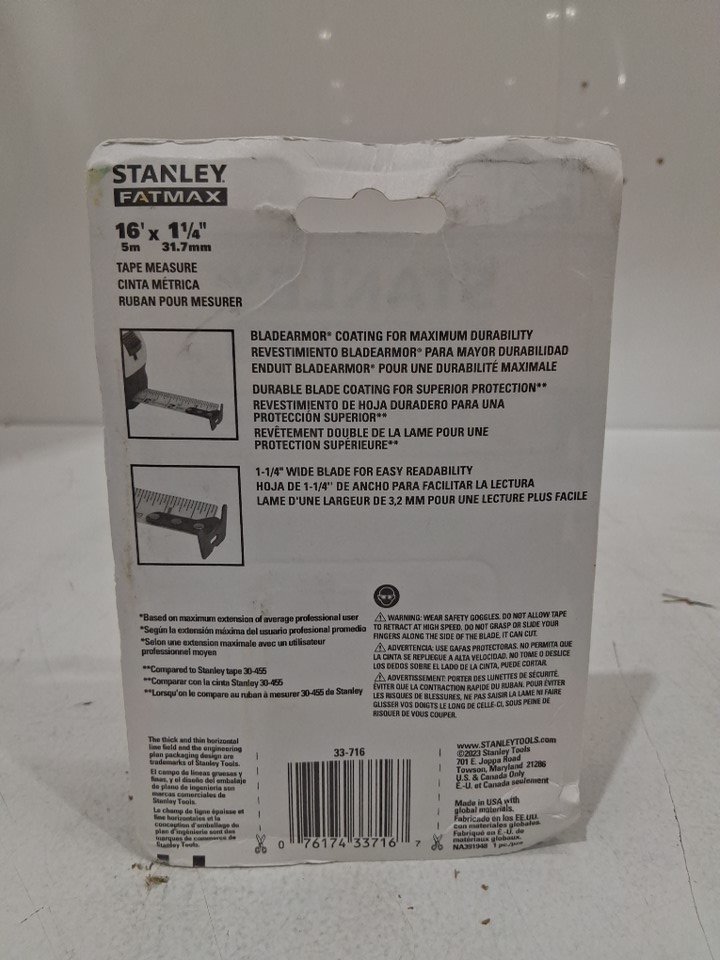 STANLEY
FATMAX
16' x 1¼"
5m 31.7mm
TAPE MEASURE
CINTA MÉTRICA
RUBAN POUR MESURER
BLADEARMOR® COATING FOR MAXIMUM DURABILITY
REVESTIMIENTO BLADEARMOR® PARA MAYOR DURABILIDAD
ENDUIT BLADEARMOR® POUR UNE DURABILITÉ MAXIMALE
DURABLE BLADE COATING FOR SUPERIOR PROTECTION**
REVESTIMIENTO DE HOJA DURADERO PARA UNA
PROTECCIÓN SUPERIOR**
REVÊTEMENT DOUBLE DE LA LAME POUR UNE
PROTECTION SUPÉRIEURE**
1-1/4" WIDE BLADE FOR EASY READABILITY
HOJA DE 1-1/4" DE ANCHO PARA FACILITAR LA LECTURA
LAME D'UNE LARGEUR DE 3,2 MM POUR UNE LECTURE PLUS FACILE
*Based on maximum extension of average professional user
*Según la extensión máxima del usuario profesional promedio
*Selon une extension maximale avec un utilisateur
professionnel moyen
**Compared to Stanley tape 30-455
**Comparar con la cinta Stanley 30-455
**Lorsqu'on le compare au ruban à mesurer 30-455 de Stanley
⚠ WARNING: WEAR SAFETY GOGGLES. DO NOT ALLOW TAPE
TO RETRACT AT HIGH SPEED. DO NOT GRASP OR SLIDE YOUR
FINGERS ALONG THE SIDE OF THE BLADE, IT CAN CUT.
⚠ ADVERTENCIA: USE GAFAS PROTECTORAS. NO PERMITA QUE
LA CINTA SE REPLIEGUE A ALTA VELOCIDAD. NO TOME O DESLICE
LOS DEDOS SOBRE EL LADO DE LA CINTA, PUEDE CORTAR.
⚠ ADVERTISSEMENT: PORTER DES LUNETTES DE SÉCURITÉ.
ÉVITER QUE LA CONTRACTION RAPIDE DU RUBAN. POUR ÉVITER
LES RISQUES DE BLESSURES, NE PAS SAISIR LA LAME NI FAIRE
GLISSER VOS DOIGTS LE LONG DE CELLE-CI, SOUS PEINE DE
RISQUER DE VOUS COUPER.
The thick and thin horizontal
line field and the engineering
plan packaging design are
trademarks of Stanley Tools.
El campo de líneas gruesas y
finas, y el diseño del embalaje
de plano de ingeniería son
marcas comerciales de
Stanley Tools.
Le champ de ligne épaisse et
fine horizontales et la
conception d'emballage du
plan d'ingénierie sont des
marques de commerce de
Stanley Tools.
33-716
0 76174 33716 7
www.STANLEYTOOLS.com
©2023 Stanley Tools
701 E. Joppa Road
Towson, Maryland 21286
U.S. & Canada Only
E.-U. et Canada seulement
Made in USA with
global materials.
Fabricado en los EE.UU.
con materiales globales.
Fabriqué au E.-U. de
matériaux globaux.
NA391948 1 pc./pce